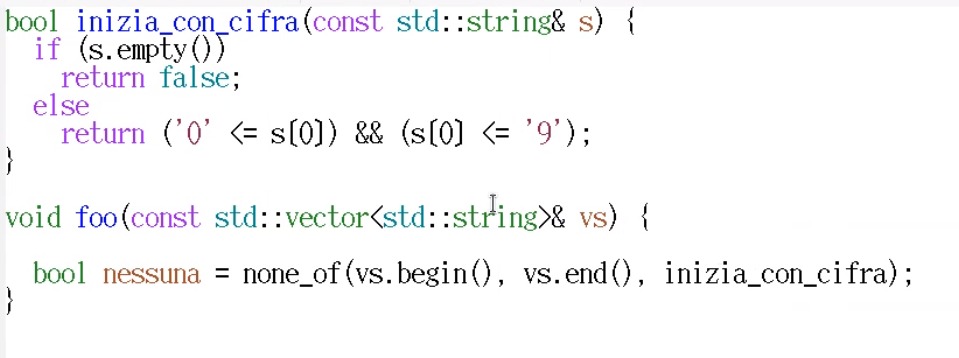 bool inizia_con_cifra(const std::string& s) {
  if (s.empty())
    return false;
  else
    return ('0' <= s[0]) && (s[0] <= '9');
}
void foo(const std::vector<std::string>& vs) {
  bool nessuna = none_of(vs.begin(), vs.end(), inizia_con_cifra);
}